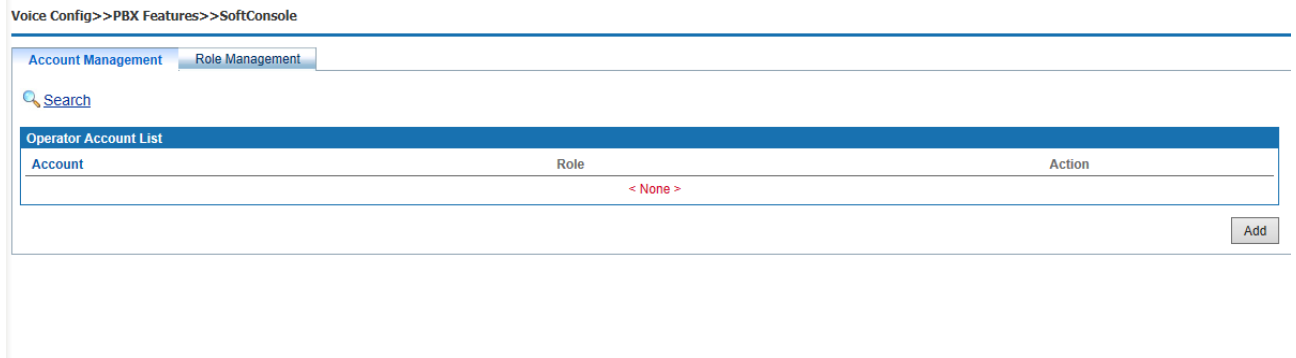 Voice Config>>PBX Features>>SoftConsole
Account Management Role Management
Search
Operator Account List
Account Role Action
< None >
Add